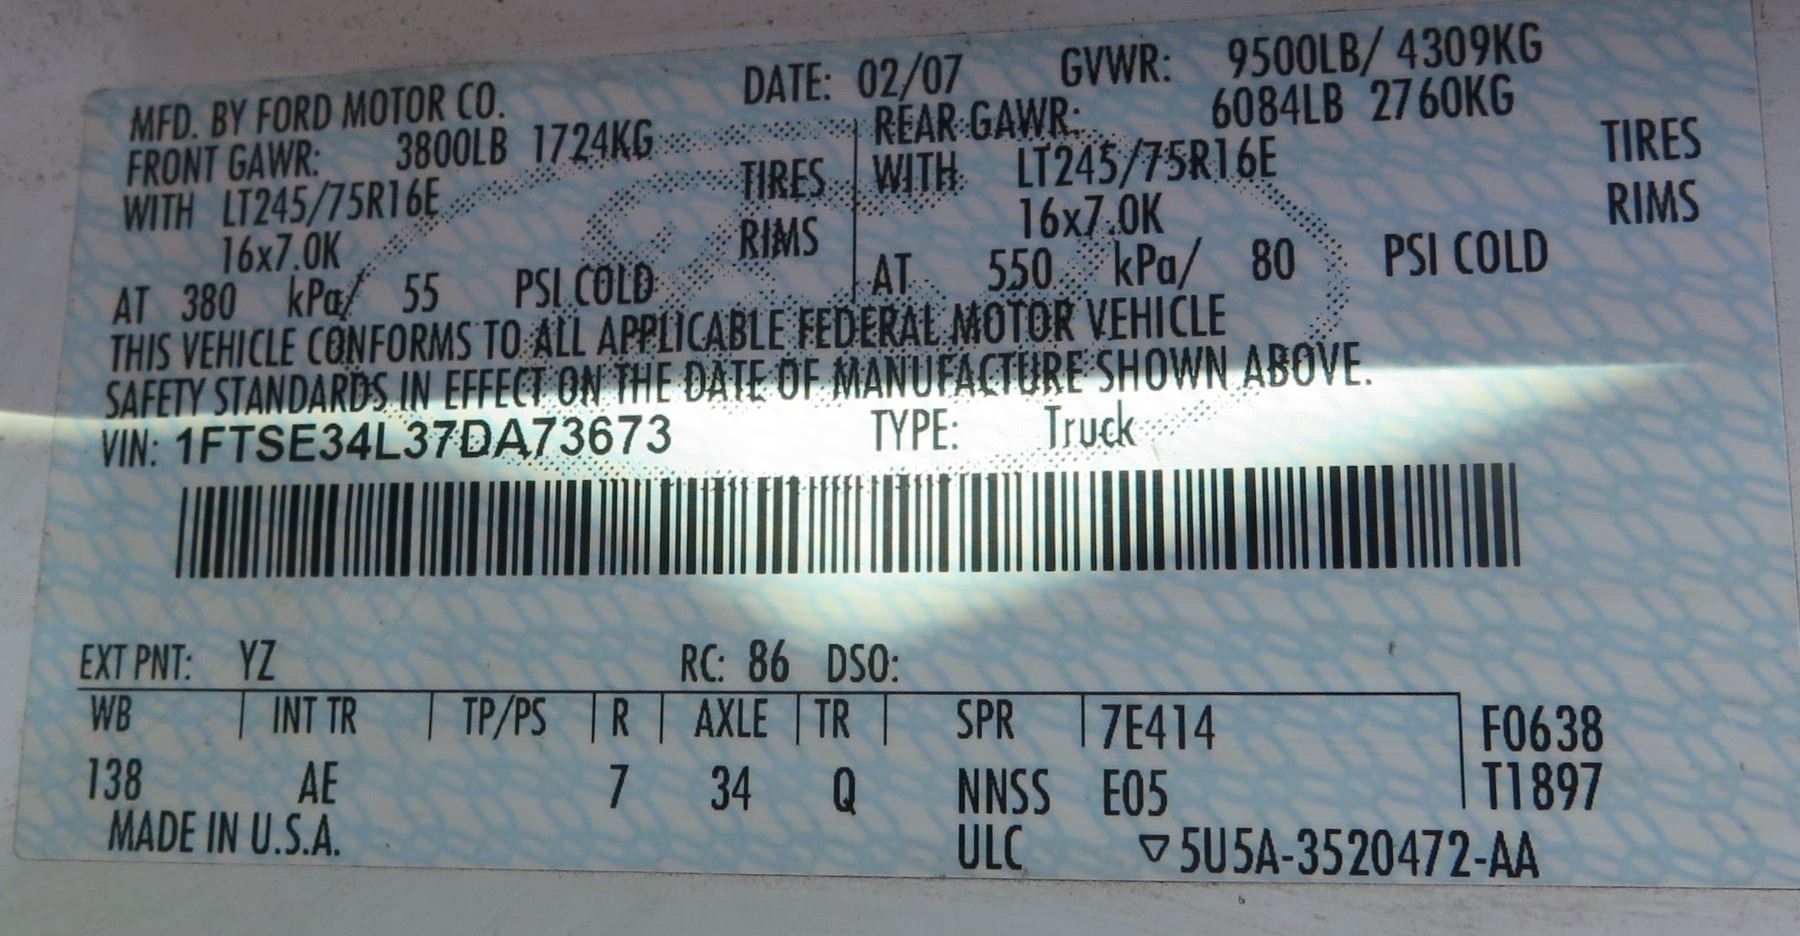 MFD. BY FORD MOTOR CO. DATE: 02/07 GVWR: 9500LB/ 4309KG
FRONT GAWR: 3800LB 1724KG REAR GAWR: 6084LB 2760KG
WITH LT245/75R16E TIRES WITH LT245/75R16E TIRES
16x7.0K RIMS 16x7.0K RIMS
AT 380 kPa/ 55 PSI COLD AT 550 kPa/ 80 PSI COLD
THIS VEHICLE CONFORMS TO ALL APPLICABLE FEDERAL MOTOR VEHICLE
SAFETY STANDARDS IN EFFECT ON THE DATE OF MANUFACTURE SHOWN ABOVE.
VIN: 1FTSE34L37DA73673 TYPE: Truck
EXT PNT: YZ RC: 86 DSO:
WB INT TR TP/PS R AXLE TR SPR 7E414 F0638
138 AE 7 34 Q NNSS E05 T1897
MADE IN U.S.A. ULC ▽5U5A-3520472-AA